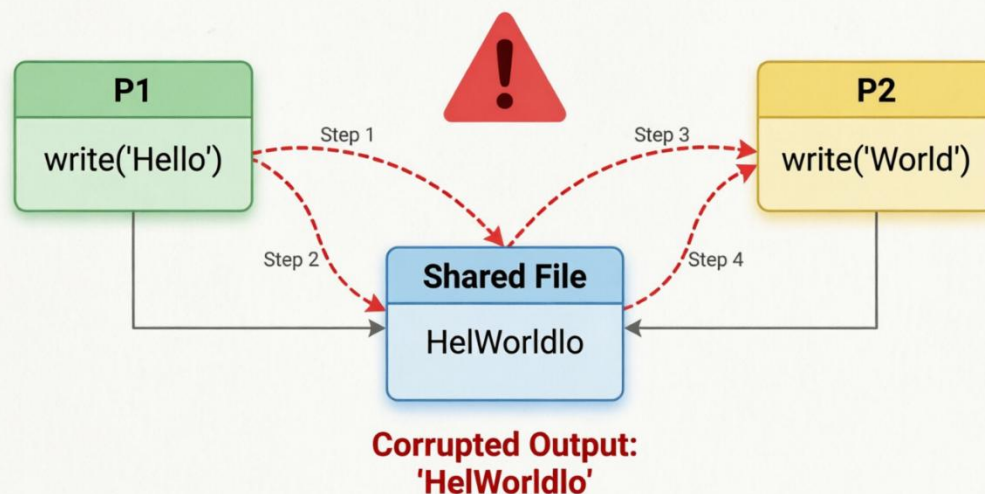 P1
write('Hello')
Step 1
Step 2
Step 3
Step 4
P2
write('World')
Shared File
HelWorldlo
Corrupted Output:
'HelWorldlo'